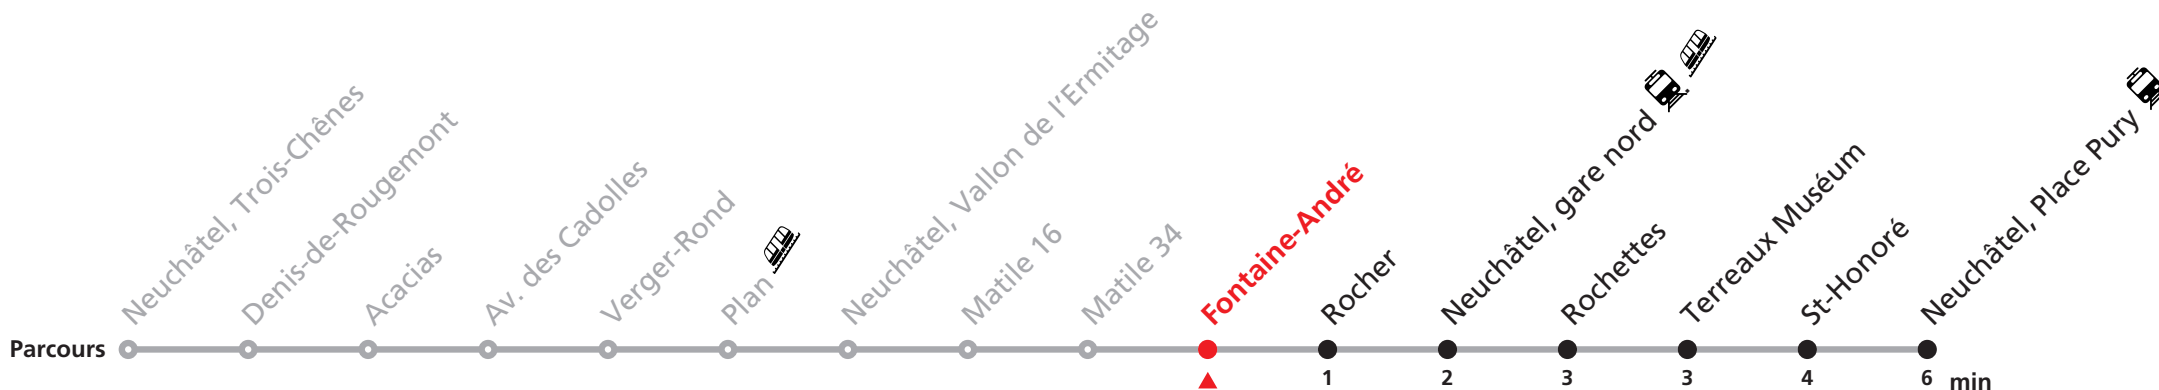 Neuchâtel, Trois-Chênes
Denis-de-Rougemont
Acacias
Av. des Cadolles
Verger-Rond
Plan
Neuchâtel, Vallon de l'Ermitage
Matile 16
Matile 34
Fontaine-André
Rocher
Neuchâtel, gare nord
Rochettes
Terreaux Muséum
St-Honoré
Neuchâtel, Place Pury
Parcours
1 2 3 3 4 6 min